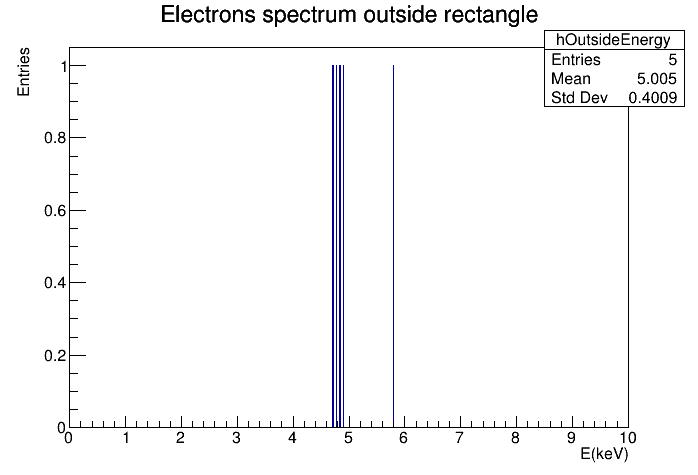 Electrons spectrum outside rectangle
hOutsideEnergy
Entries 5
Mean 5.005
Std Dev 0.4009
Entries
1
0.8
0.6
0.4
0.2
0
0 1 2 3 4 5 6 7 8 9 10
E(keV)